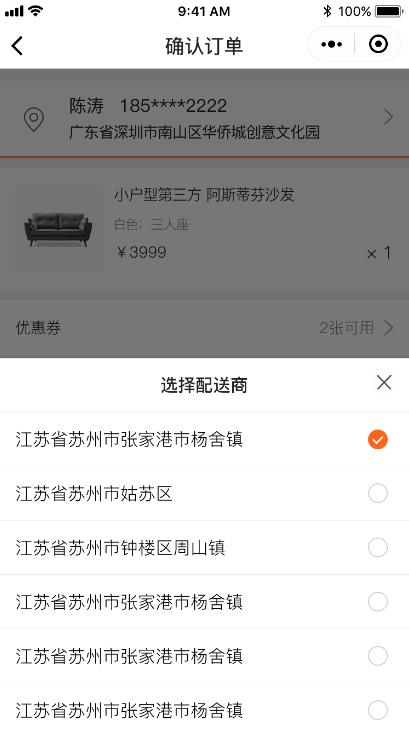 9:41 AM 100%
确认订单
陈涛 185****2222
广东省深圳市南山区华侨城创意文化园
小户型第三方 阿斯蒂芬沙发
白色；三人座
￥3999 × 1
优惠券 2张可用
选择配送商
江苏省苏州市张家港市杨舍镇
江苏省苏州市姑苏区
江苏省苏州市钟楼区周山镇
江苏省苏州市张家港市杨舍镇
江苏省苏州市张家港市杨舍镇
江苏省苏州市张家港市杨舍镇